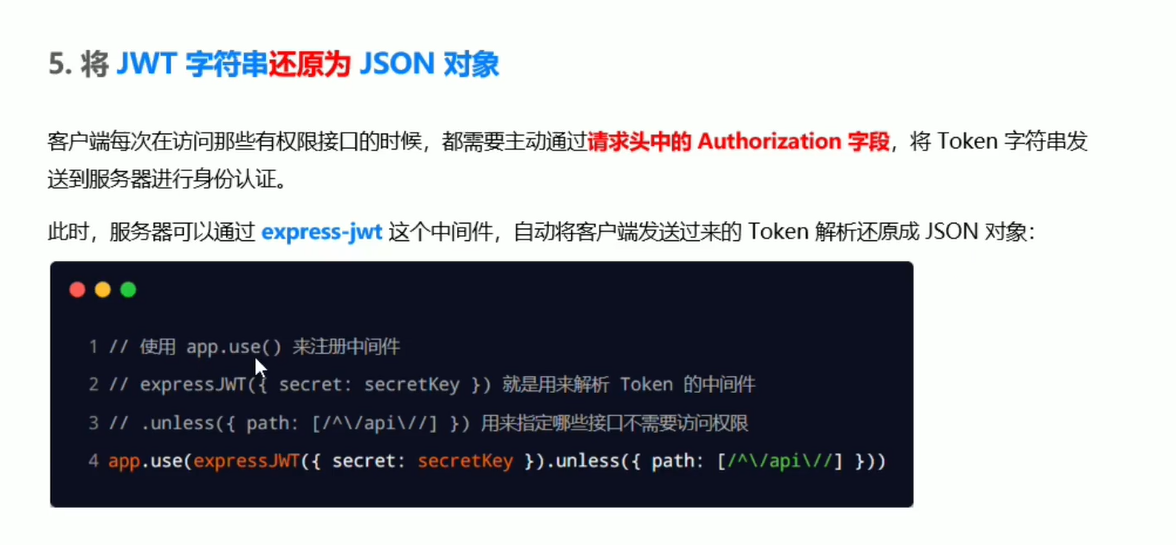 5. 将 JWT 字符串还原为 JSON 对象
客户端每次在访问那些有权限接口的时候，都需要主动通过请求头中的 Authorization 字段，将 Token 字符串发
送到服务器进行身份认证。
此时，服务器可以通过 express-jwt 这个中间件，自动将客户端发送过来的 Token 解析还原成 JSON 对象：
1 // 使用 app.use() 来注册中间件
2 // expressJWT({ secret: secretKey }) 就是用来解析 Token 的中间件
3 // .unless({ path: [/^\/api\//] }) 用来指定哪些接口不需要访问权限
4 app.use(expressJWT({ secret: secretKey }).unless({ path: [/^\/api\//] }))